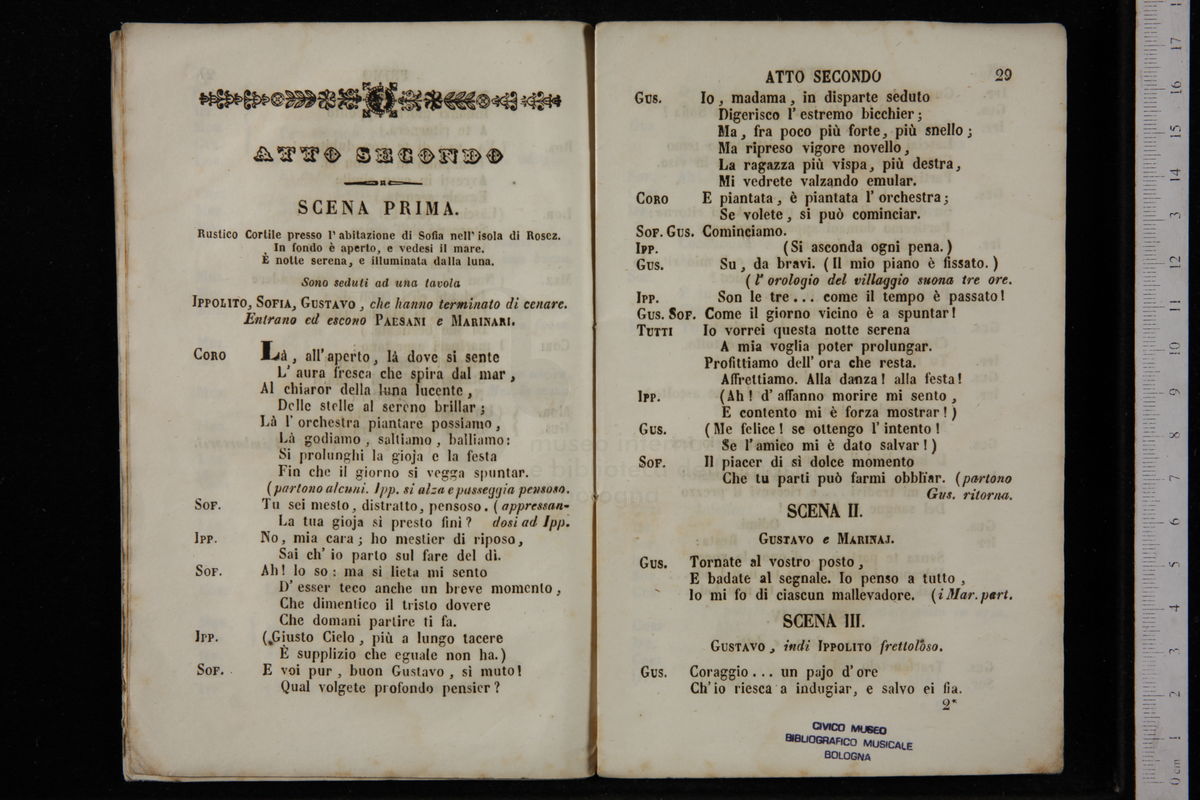 ATTO SECONDO
SCENA PRIMA.
Rustico Cortile presso l' abitazione di Sofia nell' isola di Rosez.
In fondo è aperto, e vedesi il mare.
È notte serena, e illuminata dalla luna.
Sono seduti ad una tavola
IPPOLITO, SOFIA, GUSTAVO, che hanno terminato di cenare.
Entrano ed escono PAESANI e MARINARI.
CORO Là, all' aperto, là dove si sente
L' aura fresca che spira dal mar,
Al chiaror della luna lucente,
Delle stelle al sereno brillar;
Là l' orchestra piantare possiamo,
Là godiamo, saltiamo, balliamo:
Si prolunghi la gioja e la festa
Fin che il giorno si vegga spuntar.
(partono alcuni. Ipp. si alza e passeggia pensoso.
SOF. Tu sei mesto, distratto, pensoso. (appressan-
La tua gioja sì presto finì? dosi ad Ipp.
IPP. No, mia cara; ho mestier di riposo,
Sai ch' io parto sul fare del dì.
SOF. Ah! lo so: ma sì lieta mi sento
D' esser teco anche un breve momento,
Che dimentico il tristo dovere
Che domani partire ti fa.
IPP. (Giusto Cielo, più a lungo tacere
È supplizio che eguale non ha.)
SOF. E voi pur, buon Gustavo, sì muto!
Qual volgete profondo pensier?
ATTO SECONDO 29
GUS. Io, madama, in disparte seduto
Digerisco l' estremo bicchier;
Ma, fra poco più forte, più snello;
Ma ripreso vigore novello,
La ragazza più vispa, più destra,
Mi vedrete valzando emular.
CORO E piantata, è piantata l' orchestra;
Se volete, si può cominciar.
SOF. GUS. Cominciamo.
IPP. (Si asconda ogni pena.)
GUS. Su, da bravi. (Il mio piano è fissato.)
(l' orologio del villaggio suona tre ore.
IPP. Son le tre... come il tempo è passato!
GUS. SOF. Come il giorno vicino è a spuntar!
TUTTI Io vorrei questa notte serena
A mia voglia poter prolungar.
Profittiamo dell' ora che resta.
Affrettiamo. Alla danza! alla festa!
IPP. (Ah! d' affanno morire mi sento,
E contento mi è forza mostrar!)
GUS. (Me felice! se ottengo l' intento!
Se l' amico mi è dato salvar!)
SOF. Il piacer di sì dolce momento
Che tu parti può farmi obbliar. (partono
Gus. ritorna.
SCENA II.
GUSTAVO e MARINAJ.
GUS. Tornate al vostro posto,
E badate al segnale. Io penso a tutto,
Io mi fo di ciascun mallevadore. (i Mar. part.
SCENA III.
GUSTAVO, indi IPPOLITO frettoloso.
GUS. Coraggio... un pajo d' ore
Ch' io riesca a indugiar, e salvo ei fia.
2*
CIVICO MUSEO
BIBLIOGRAFICO MUSICALE
BOLOGNA